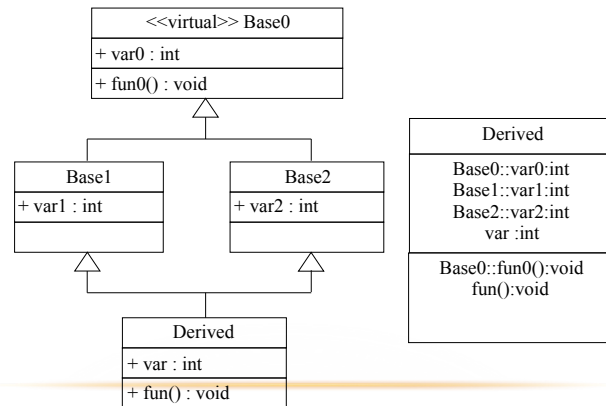 <<virtual>> Base0
+ var0 : int
+ fun0() : void
Base1
+ var1 : int
Base2
+ var2 : int
Derived
+ var : int
+ fun() : void
Derived
Base0::var0:int
Base1::var1:int
Base2::var2:int
var :int
Base0::fun0():void
fun():void